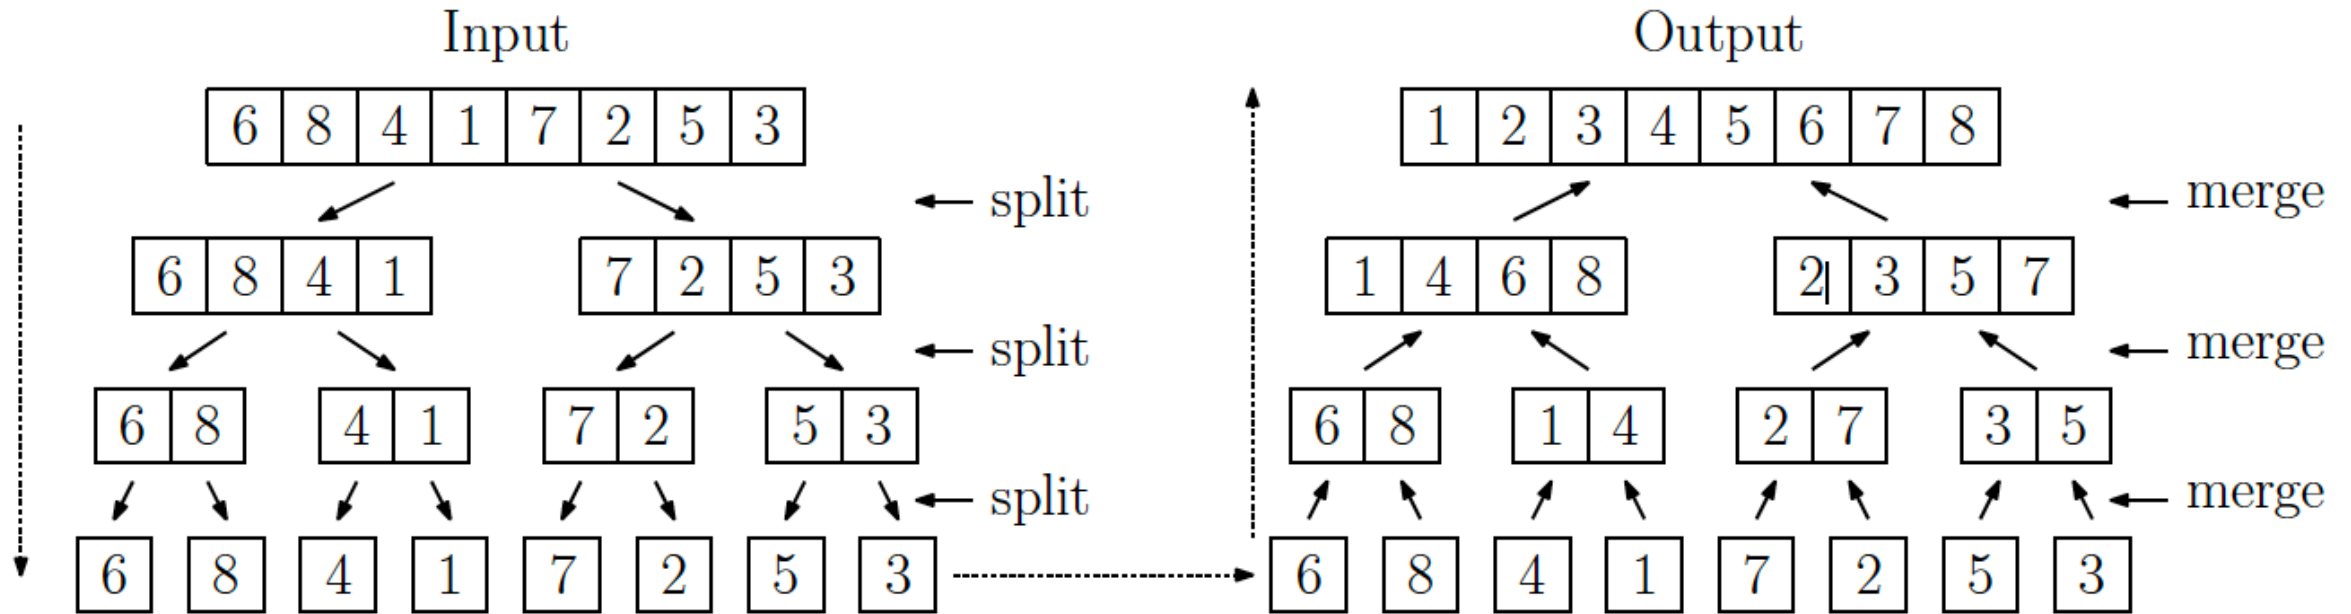 Input Output
6 8 4 1 7 2 5 3 1 2 3 4 5 6 7 8
split merge
6 8 4 1 7 2 5 3 1 4 6 8 2 3 5 7
split merge
6 8 4 1 7 2 5 3 6 8 1 4 2 7 3 5
split merge
6 8 4 1 7 2 5 3 6 8 4 1 7 2 5 3